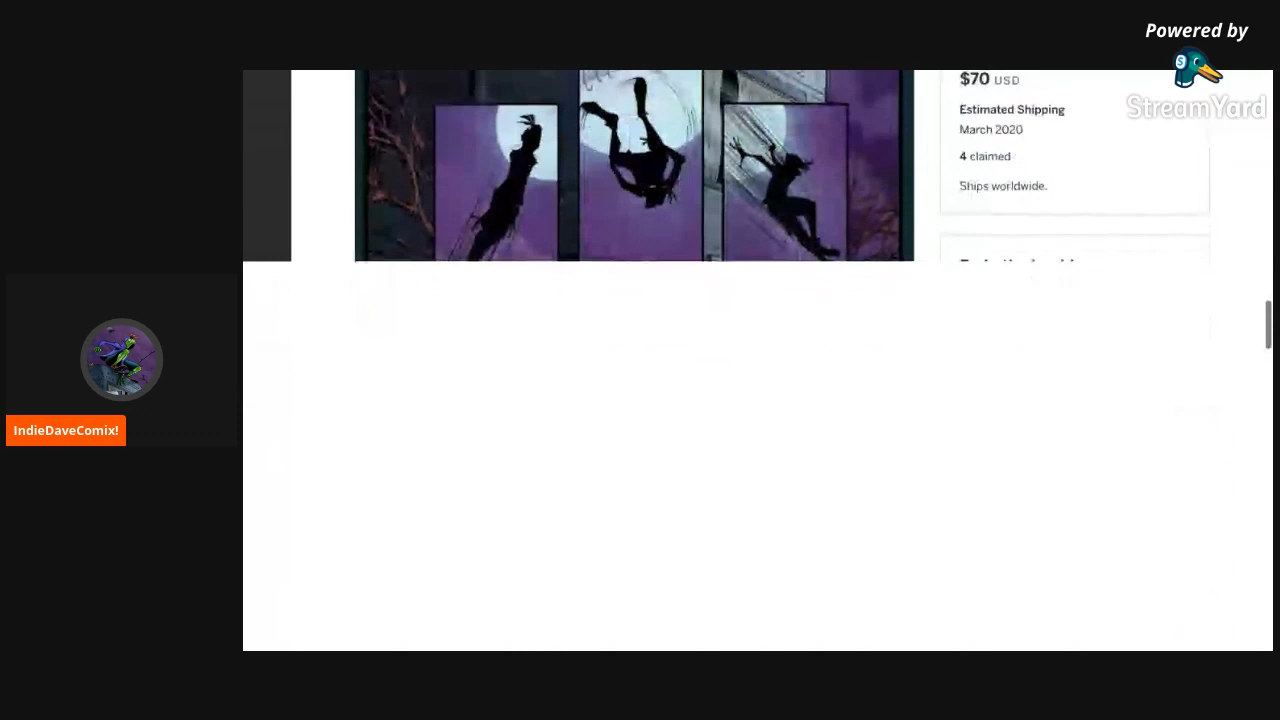 Powered by
StreamYard
$70 USD
Estimated Shipping
March 2020
4 claimed
Ships worldwide.
IndieDaveComix!